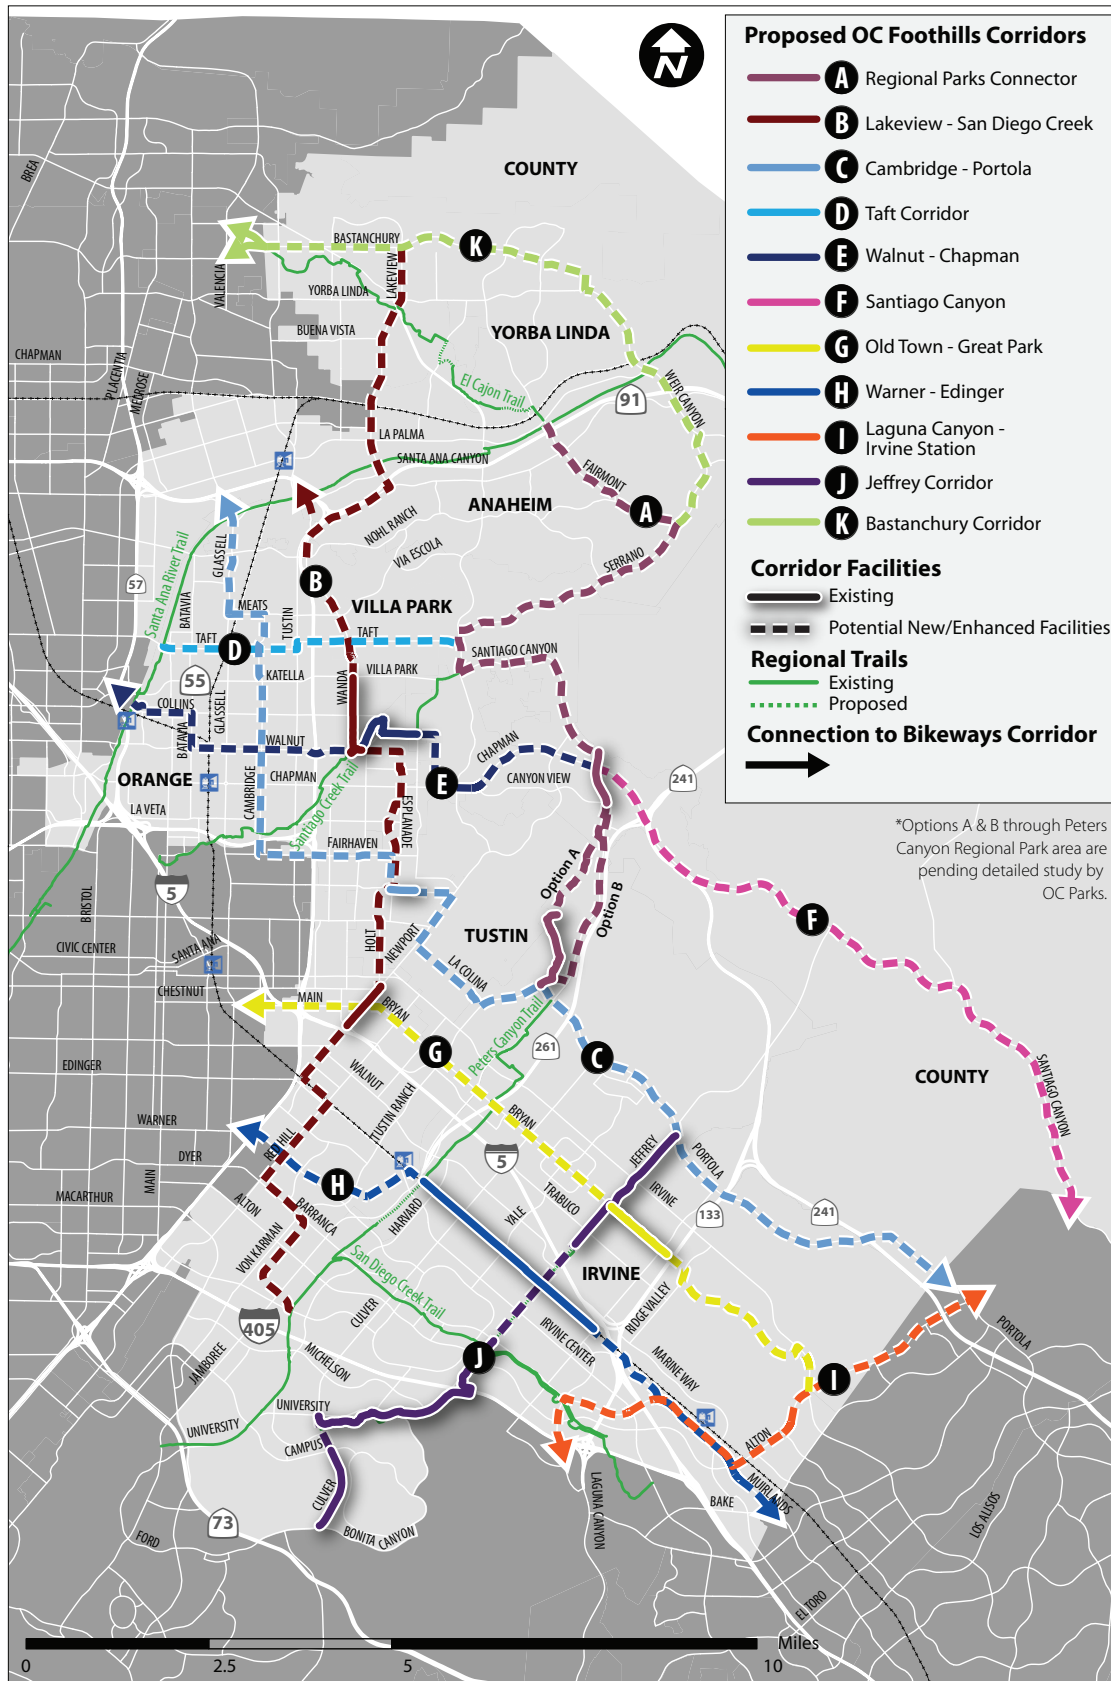 Proposed OC Foothills Corridors
A Regional Parks Connector
B Lakeview - San Diego Creek
C Cambridge - Portola
D Taft Corridor
E Walnut - Chapman
F Santiago Canyon
G Old Town - Great Park
H Warner - Edinger
I Laguna Canyon -
Irvine Station
J Jeffrey Corridor
K Bastanchury Corridor
Corridor Facilities
Existing
Potential New/Enhanced Facilities
Regional Trails
Existing
Proposed
Connection to Bikeways Corridor
*Options A & B through Peters
Canyon Regional Park area are
pending detailed study by
OC Parks.
N
COUNTY
BREA
BASTANCHURY
K
VALENCIA
LAKEVIEW
YORBA LINDA
BUENA VISTA
YORBA LINDA
CHAPMAN
PLACENTIA
MELROSE
El Cajon Trail
91
WEIR CANYON
LA PALMA
SANTA ANA CANYON
FAIRMONT
ANAHEIM
A
NOHL RANCH
VIA ESCOLA
SERRANO
GLASSELL
Santa Ana River Trail
57
BATAVIA
MEATS
TUSTIN
B
VILLA PARK
TAFT
D
TAFT
SANTIAGO CANYON
55
KATELLA
VILLA PARK
WANDA
COLLINS
GLASSELL
BATAVIA
WALNUT
CHAPMAN
CHAPMAN
CANYON VIEW
E
241
ORANGE
CAMBRIDGE
LA VETA
Santiago Creek Trail
ESPLANADE
FAIRHAVEN
5
BRISTOL
Option A
Option B
F
CIVIC CENTER
SANTA ANA
HOLT
NEWPORT
TUSTIN
LA COLINA
CHESTNUT
MAIN
BRYAN
Peters Canyon Trail
G
261
C
EDINGER
WALNUT
TUSTIN RANCH
BRYAN
COUNTY
SANTIAGO CANYON
WARNER
RED HILL
DYER
MAIN
5
JEFFREY
PORTOLA
MACARTHUR
ALTON
H
BARRANCA
HARVARD
YALE
TRABUCO
IRVINE
133
241
VON KARMAN
San Diego Creek Trail
IRVINE
RIDGE VALLEY
405
CULVER
IRVINE CENTER
PORTOLA
JAMBOREE
MICHELSON
J
MARINE WAY
I
UNIVERSITY
UNIVERSITY
CAMPUS
ALTON
MUIRLANDS
LAGUNA CANYON
BAKE
LOS ALISOS
CULVER
73
FORD
BONITA CANYON
EL TORO
Miles
0 2.5 5 10